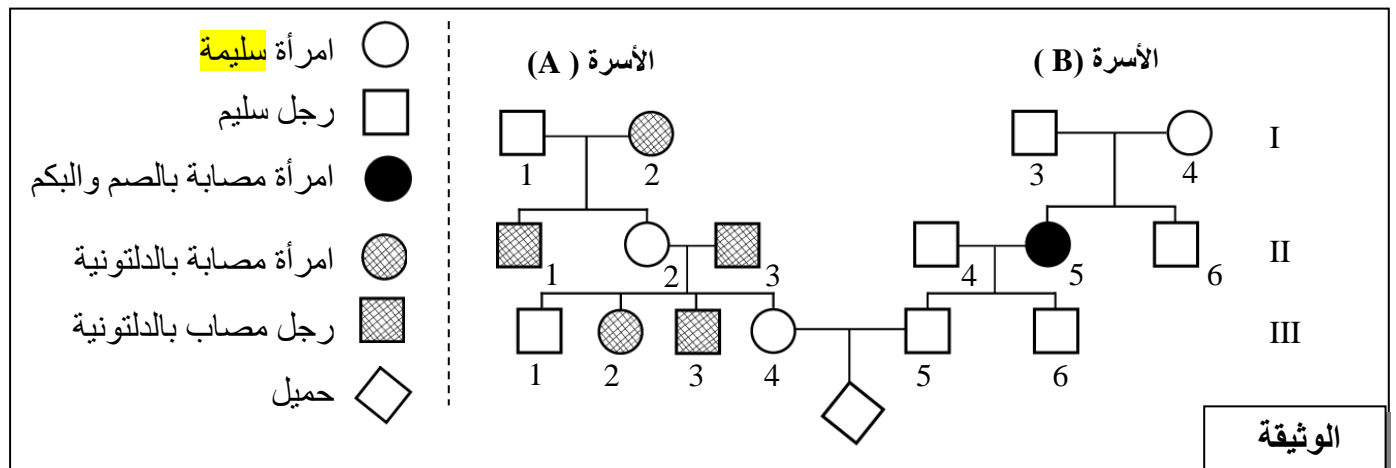 الأسرة (A)
الأسرة (B)
امرأة سليمة
رجل سليم
امرأة مصابة بالصم والبكم
امرأة مصابة بالدلتونية
رجل مصاب بالدلتونية
حميل
1 2 3 4 I
1 2 3 4 5 6 II
1 2 3 4 5 6 III
الوثيقة